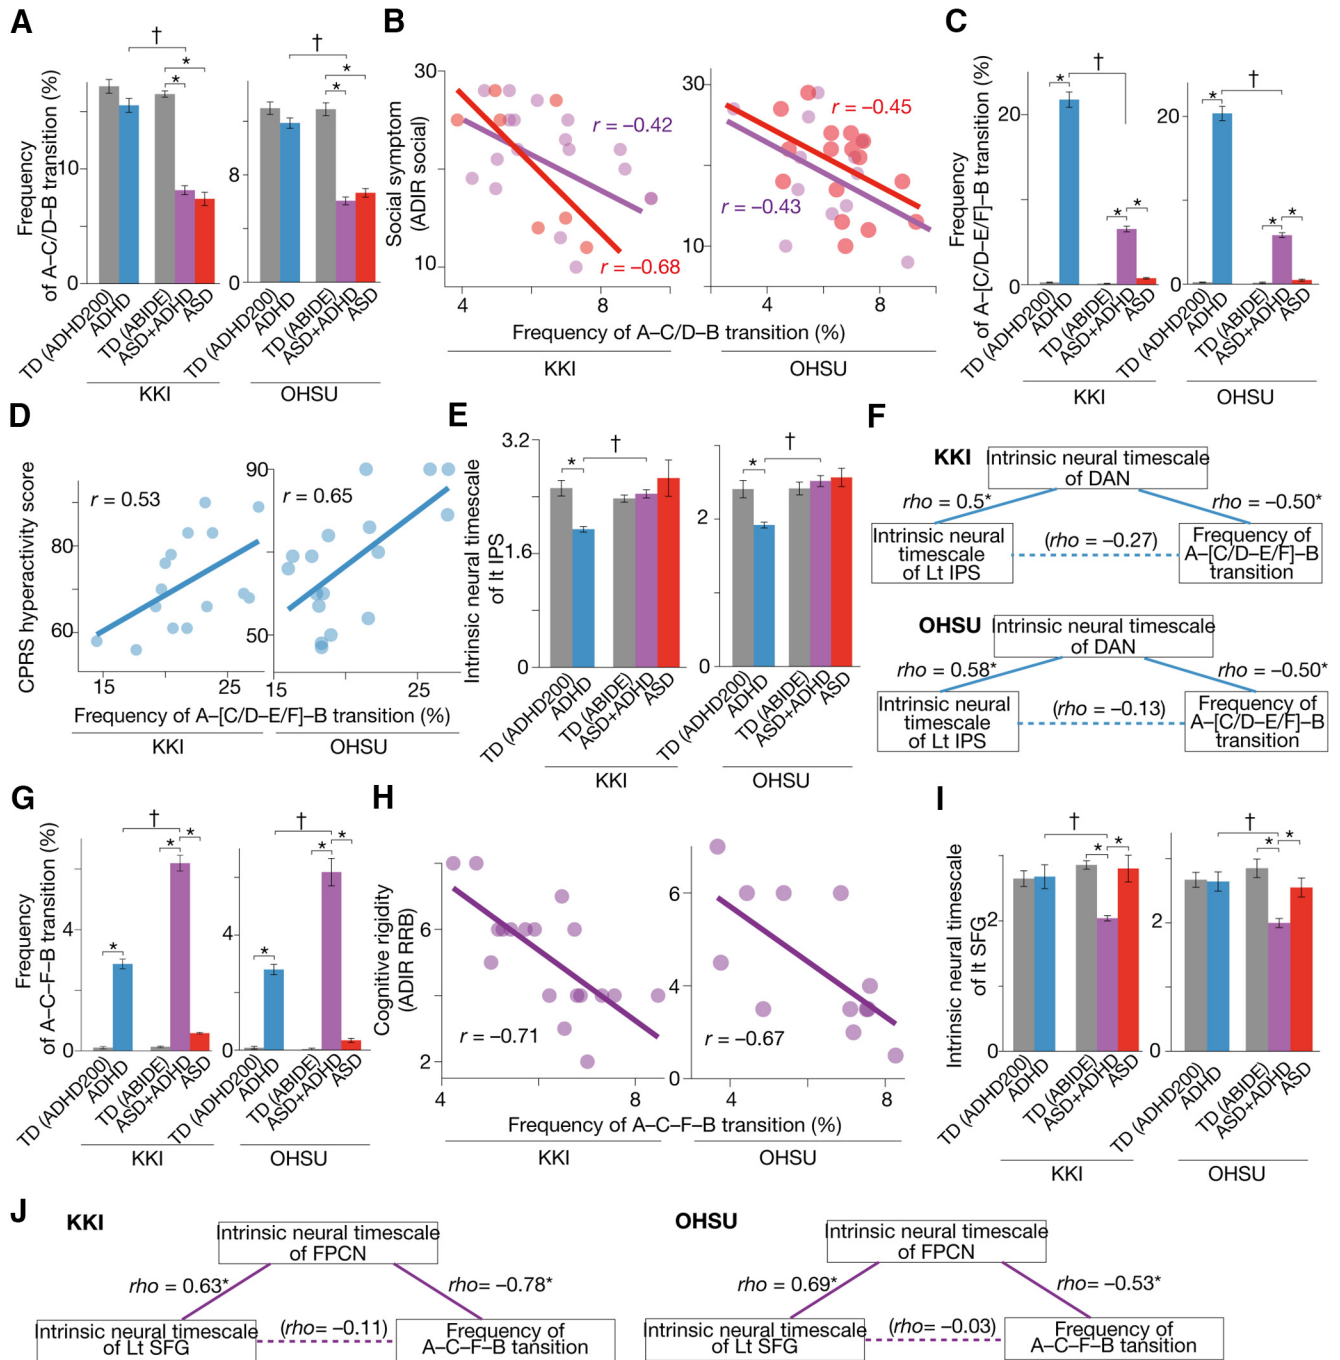 A
Frequency
of A–C/D–B transition (%)
10
0
8
0
†
*
*
†
*
*
TD (ADHD200)
ADHD
TD (ABIDE)
ASD+ADHD
ASD
TD (ADHD200)
ADHD
TD (ABIDE)
ASD+ADHD
ASD
KKI
OHSU
B
Social symptom
(ADIR social)
30
10
30
10
r = –0.42
r = –0.68
r = –0.45
r = –0.43
4
8
4
8
Frequency of A–C/D–B transition (%)
KKI
OHSU
C
Frequency
of A–[C/D–E/F]–B transition (%)
20
0
20
0
*
†
*
*
*
†
*
*
TD (ADHD200)
ADHD
TD (ABIDE)
ASD+ADHD
ASD
TD (ADHD200)
ADHD
TD (ABIDE)
ASD+ADHD
ASD
KKI
OHSU
D
CPRS hyperactivity score
80
60
90
50
r = 0.53
r = 0.65
15
25
15
25
Frequency of A–[C/D–E/F]–B transition (%)
KKI
OHSU
E
Intrinsic neural timescale
of lt IPS
3.2
1.6
0
2
0
*
†
*
†
TD (ADHD200)
ADHD
TD (ABIDE)
ASD+ADHD
ASD
TD (ADHD200)
ADHD
TD (ABIDE)
ASD+ADHD
ASD
KKI
OHSU
F
KKI
Intrinsic neural timescale
of DAN
rho = 0.5*
rho = –0.50*
Intrinsic neural
timescale
of Lt IPS
(rho = –0.27)
Frequency of
A–[C/D–E/F]–B
transition
OHSU
Intrinsic neural timescale
of DAN
rho = 0.58*
rho = –0.50*
Intrinsic neural
timescale
of Lt IPS
(rho = –0.13)
Frequency of
A–[C/D–E/F]–B
transition
G
Frequency
of A–C–F–B transition (%)
4
0
4
0
*
†
*
*
*
†
*
*
TD (ADHD200)
ADHD
TD (ABIDE)
ASD+ADHD
ASD
TD (ADHD200)
ADHD
TD (ABIDE)
ASD+ADHD
ASD
KKI
OHSU
H
Cognitive rigidity
(ADIR RRB)
6
2
6
4
0
r = –0.71
r = –0.67
4
8
4
8
Frequency of A–C–F–B transition (%)
KKI
OHSU
I
Intrinsic neural timescale
of lt SFG
2
0
2
0
†
*
*
†
*
*
TD (ADHD200)
ADHD
TD (ABIDE)
ASD+ADHD
ASD
TD (ADHD200)
ADHD
TD (ABIDE)
ASD+ADHD
ASD
KKI
OHSU
J
KKI
Intrinsic neural timescale
of FPCN
rho = 0.63*
rho= –0.78*
Intrinsic neural timescale
of Lt SFG
(rho= –0.11)
Frequency of
A–C–F–B tansition
OHSU
Intrinsic neural timescale
of FPCN
rho = 0.69*
rho= –0.53*
Intrinsic neural timescale
of Lt SFG
(rho= –0.03)
Frequency of
A–C–F–B transition